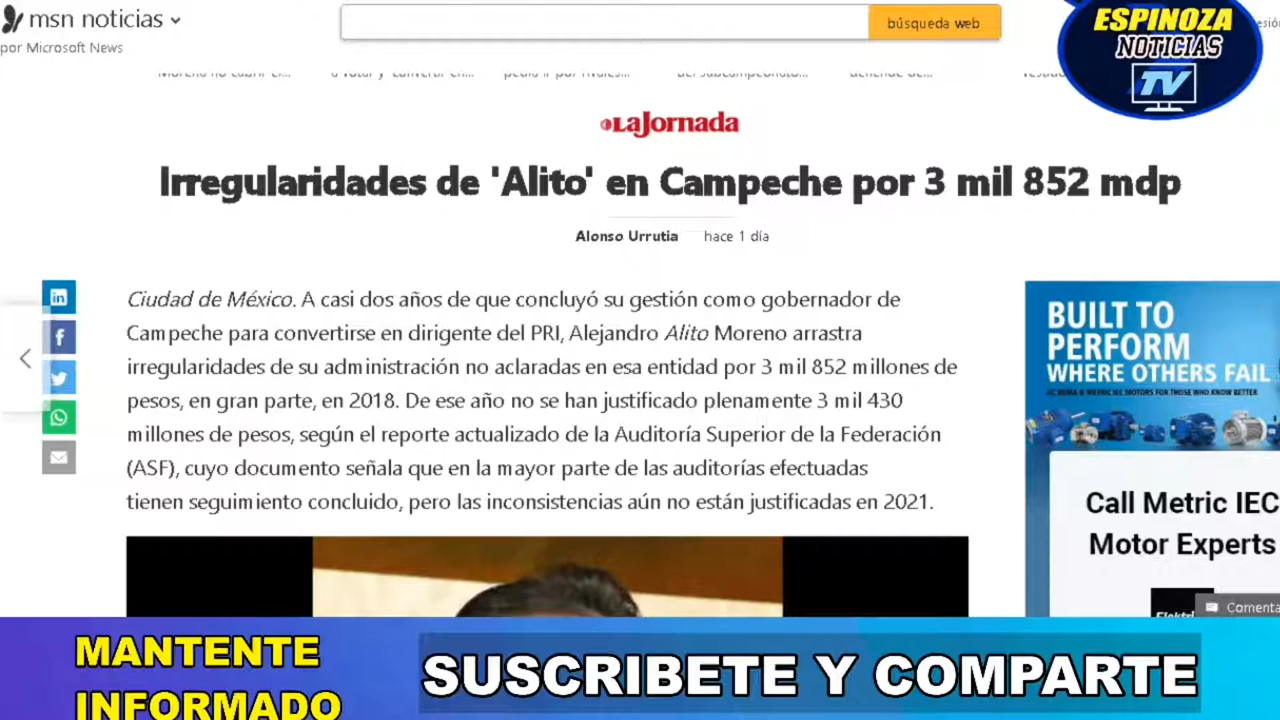 msn noticias
búsqueda web
por Microsoft News
ESPINOZA
NOTICIAS
TV
LaJornada
Irregularidades de 'Alito' en Campeche por 3 mil 852 mdp
Alonso Urrutia hace 1 día
Ciudad de México. A casi dos años de que concluyó su gestión como gobernador de
Campeche para convertirse en dirigente del PRI, Alejandro Alito Moreno arrastra
irregularidades de su administración no aclaradas en esa entidad por 3 mil 852 millones de
pesos, en gran parte, en 2018. De ese año no se han justificado plenamente 3 mil 430
millones de pesos, según el reporte actualizado de la Auditoría Superior de la Federación
(ASF), cuyo documento señala que en la mayor parte de las auditorías efectuadas
tienen seguimiento concluido, pero las inconsistencias aún no están justificadas en 2021.
BUILT TO
PERFORM
WHERE OTHERS FAIL
Call Metric IEC
Motor Experts
MANTENTE
INFORMADO
SUSCRIBETE Y COMPARTE